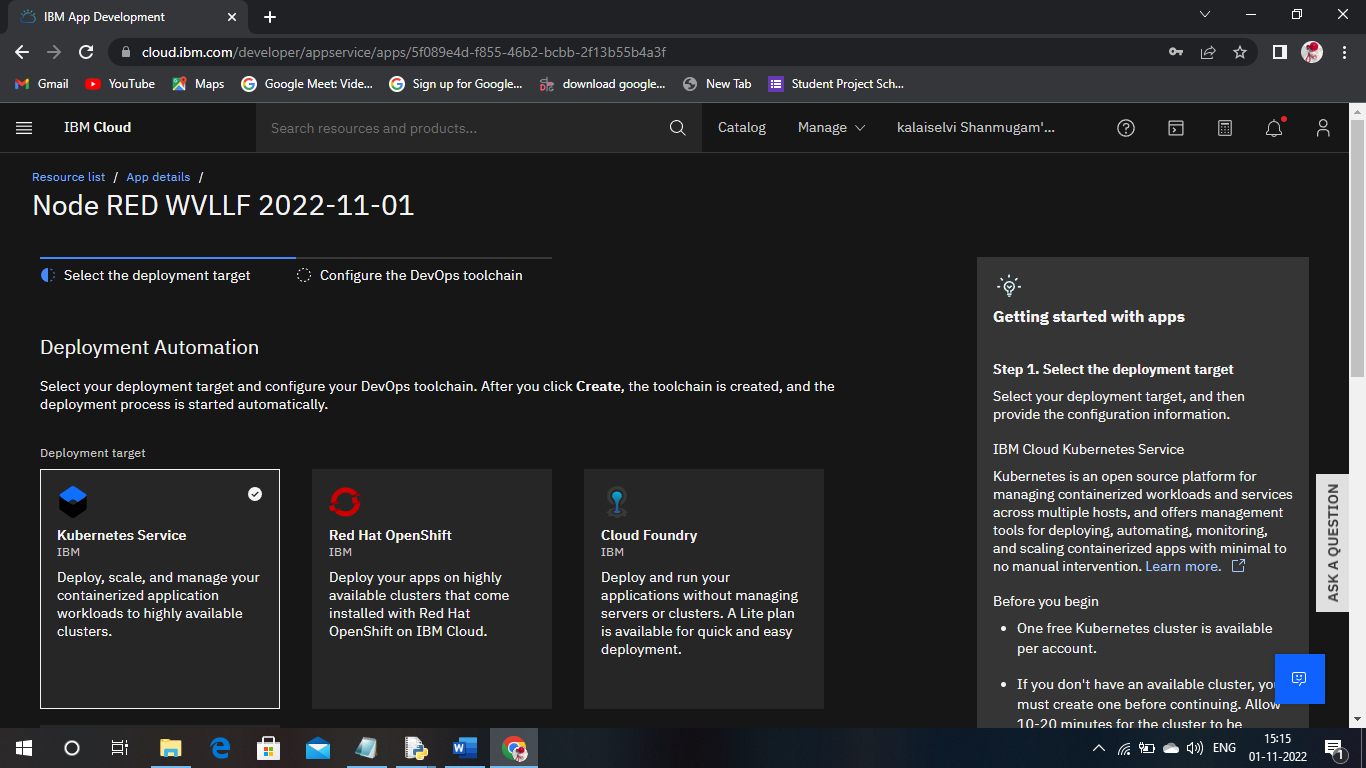 IBM App Development
cloud.ibm.com/developer/appservice/apps/5f089e4d-f855-46b2-bcbb-2f13b55b4a3f
Gmail
YouTube
Maps
Google Meet: Vide...
Sign up for Google...
download google...
New Tab
Student Project Sch...
IBM Cloud
Search resources and products...
Catalog
Manage
kalaiselvi Shanmugam'...
Resource list / App details /
Node RED WVLLF 2022-11-01
Select the deployment target
Configure the DevOps toolchain
Deployment Automation
Select your deployment target and configure your DevOps toolchain. After you click Create, the toolchain is created, and the
deployment process is started automatically.
Deployment target
Kubernetes Service
IBM
Deploy, scale, and manage your
containerized application
workloads to highly available
clusters.
Red Hat OpenShift
IBM
Deploy your apps on highly
available clusters that come
installed with Red Hat
OpenShift on IBM Cloud.
Cloud Foundry
IBM
Deploy and run your
applications without managing
servers or clusters. A Lite plan
is available for quick and easy
deployment.
Getting started with apps
Step 1. Select the deployment target
Select your deployment target, and then
provide the configuration information.
IBM Cloud Kubernetes Service
Kubernetes is an open source platform for
managing containerized workloads and services
across multiple hosts, and offers management
tools for deploying, automating, monitoring,
and scaling containerized apps with minimal to
no manual intervention. Learn more.
Before you begin
• One free Kubernetes cluster is available
per account.
• If you don't have an available cluster, you
must create one before continuing. Allow
10-20 minutes for the cluster to be
ASK A QUESTION
ENG
15:15
01-11-2022
1